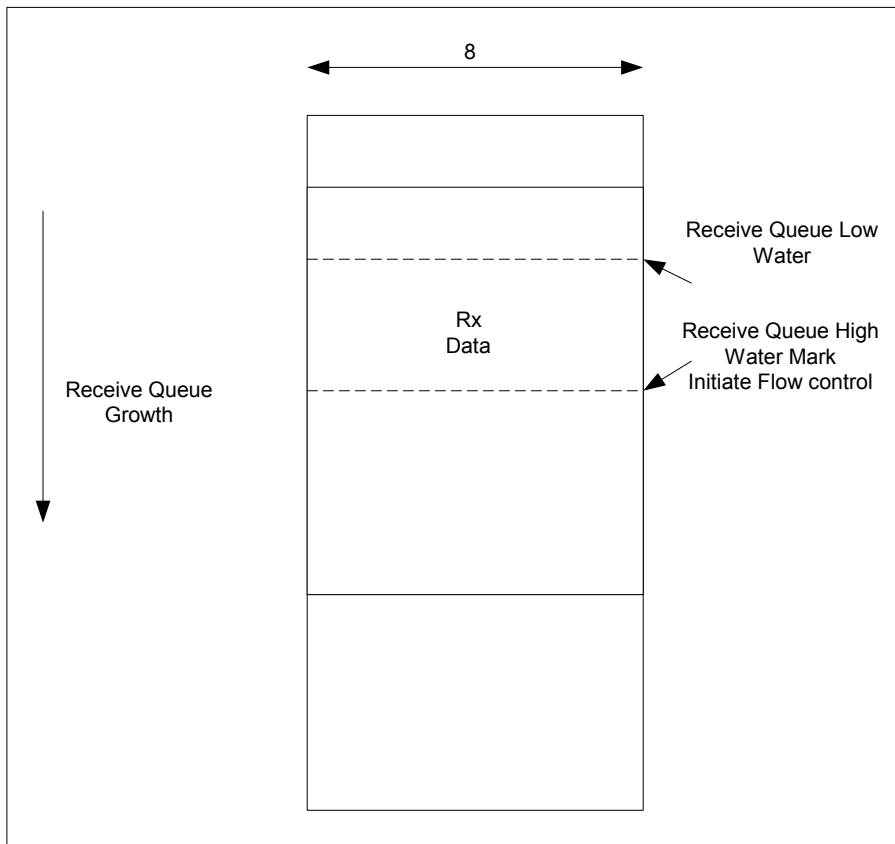 8
Receive Queue Low
Water
Rx
Data
Receive Queue High
Water Mark
Initiate Flow control
Receive Queue
Growth